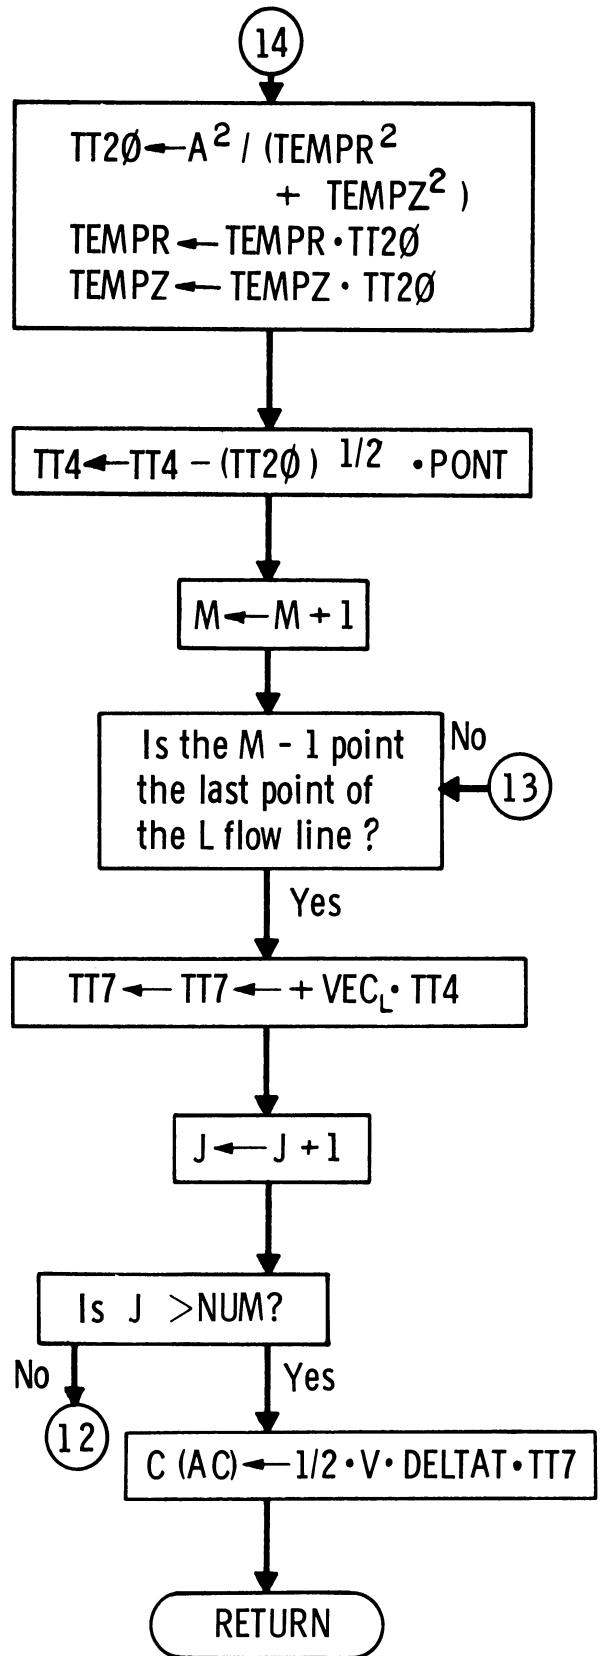 14
TT2Ø←A² / (TEMPR²
+ TEMPZ² )
TEMPR←TEMPR·TT2Ø
TEMPZ←TEMPZ· TT2Ø
TT4←TT4 – (TT2Ø) 1/2 ·PONT
M←M + 1
Is the M - 1 point
the last point of
the L flow line ?
No
13
Yes
TT7←TT7← + VEC_L· TT4
J←J + 1
Is J >NUM?
No
Yes
12
C (AC)←1/2·V· DELTAT·TT7
RETURN